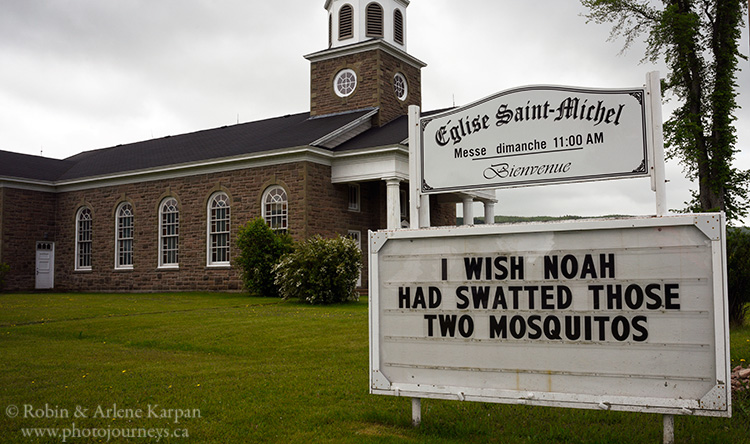 Église Saint-Michel
Messe dimanche 11:00 AM
Bienvenue
I WISH NOAH
HAD SWATTED THOSE
TWO MOSQUITOS
© Robin & Arlene Karpan
www.photojourneys.ca